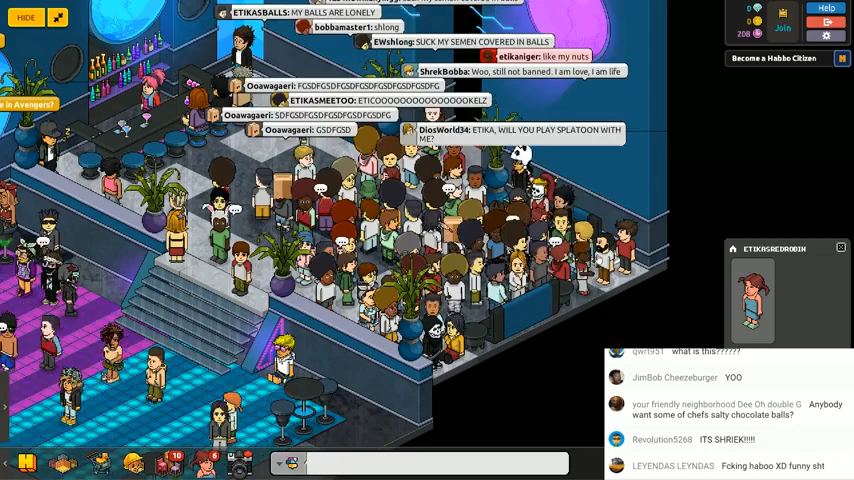 HIDE
ETIKASBALLS: MY BALLS ARE LONELY
bobbamaster1: shlong
EWshlong: SUCK MY SEMEN COVERED IN BALLS
etikaniger: like my nuts
ShrekBobba: Woo, still not banned. I am love, I am life
Ooawagaeri: FGSDFGSDFGSDFGSDFGSDFGSDFG
e in Avengers?
ETIKASMEETOO: ETICOOOOOOOOOOOOOOOKELZ
Ooawagaeri: SDFGSDFGSDFGSDFGSDFG
Ooawagaeri: GSDFGSD
DiosWorld34: ETIKA, WILL YOU PLAY SPLATOON WITH
ME?
0
0
208
Join
Help
Become a Habbo Citizen
ETIKASREDRODIN
qwrt951 what is this??????
JimBob Cheezeburger YOO
your friendly neighborhood Dee Oh double G Anybody
want some of chefs salty chocolate balls?
Revolution5268 ITS SHRIEK!!!!!
LEYENDAS LEYNDAS Fcking haboo XD funny sht
10
6